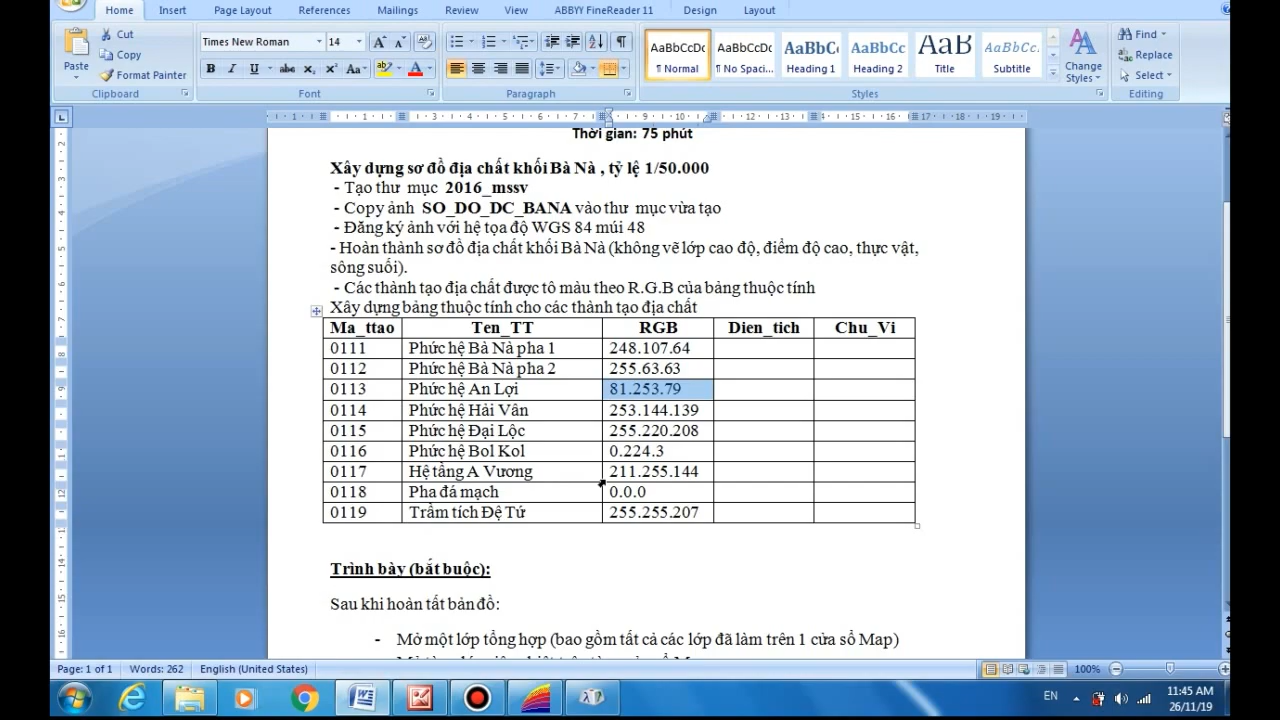 Home Insert Page Layout References Mailings Review View ABBYY FineReader 11 Design Layout
Paste
Cut
Copy
Format Painter
Clipboard
Times New Roman 14
Font
Paragraph
AaBbCcDc AaBbCcDc AaBbC AaBbCc AaB AaBbCc.
¶ Normal ¶ No Spaci... Heading 1 Heading 2 Title Subtitle
Change Styles
Styles
Find
Replace
Select
Editing
Thời gian: 75 phút
Xây dựng sơ đồ địa chất khối Bà Nà , tỷ lệ 1/50.000
- Tạo thư mục 2016_mssv
- Copy ảnh SO_DO_DC_BANA vào thư mục vừa tạo
- Đăng ký ảnh với hệ tọa độ WGS 84 múi 48
- Hoàn thành sơ đồ địa chất khối Bà Nà (không vẽ lớp cao độ, điểm độ cao, thực vật,
sông suối).
- Các thành tạo địa chất được tô màu theo R.G.B của bảng thuộc tính
Xây dựng bảng thuộc tính cho các thành tạo địa chất
Ma_ttao Ten_TT RGB Dien_tich Chu_Vi
0111 Phức hệ Bà Nà pha 1 248.107.64
0112 Phức hệ Bà Nà pha 2 255.63.63
0113 Phức hệ An Lợi 81.253.79
0114 Phức hệ Hải Vân 253.144.139
0115 Phức hệ Đại Lộc 255.220.208
0116 Phức hệ Bol Kol 0.224.3
0117 Hệ tầng A Vương 211.255.144
0118 Pha đá mạch 0.0.0
0119 Trầm tích Đệ Tứ 255.255.207
Trình bày (bắt buộc):
Sau khi hoàn tất bản đồ:
- Mở một lớp tổng hợp (bao gồm tất cả các lớp đã làm trên 1 cửa sổ Map)
Page: 1 of 1 Words: 262 English (United States) 100%
EN 11:45 AM
26/11/19